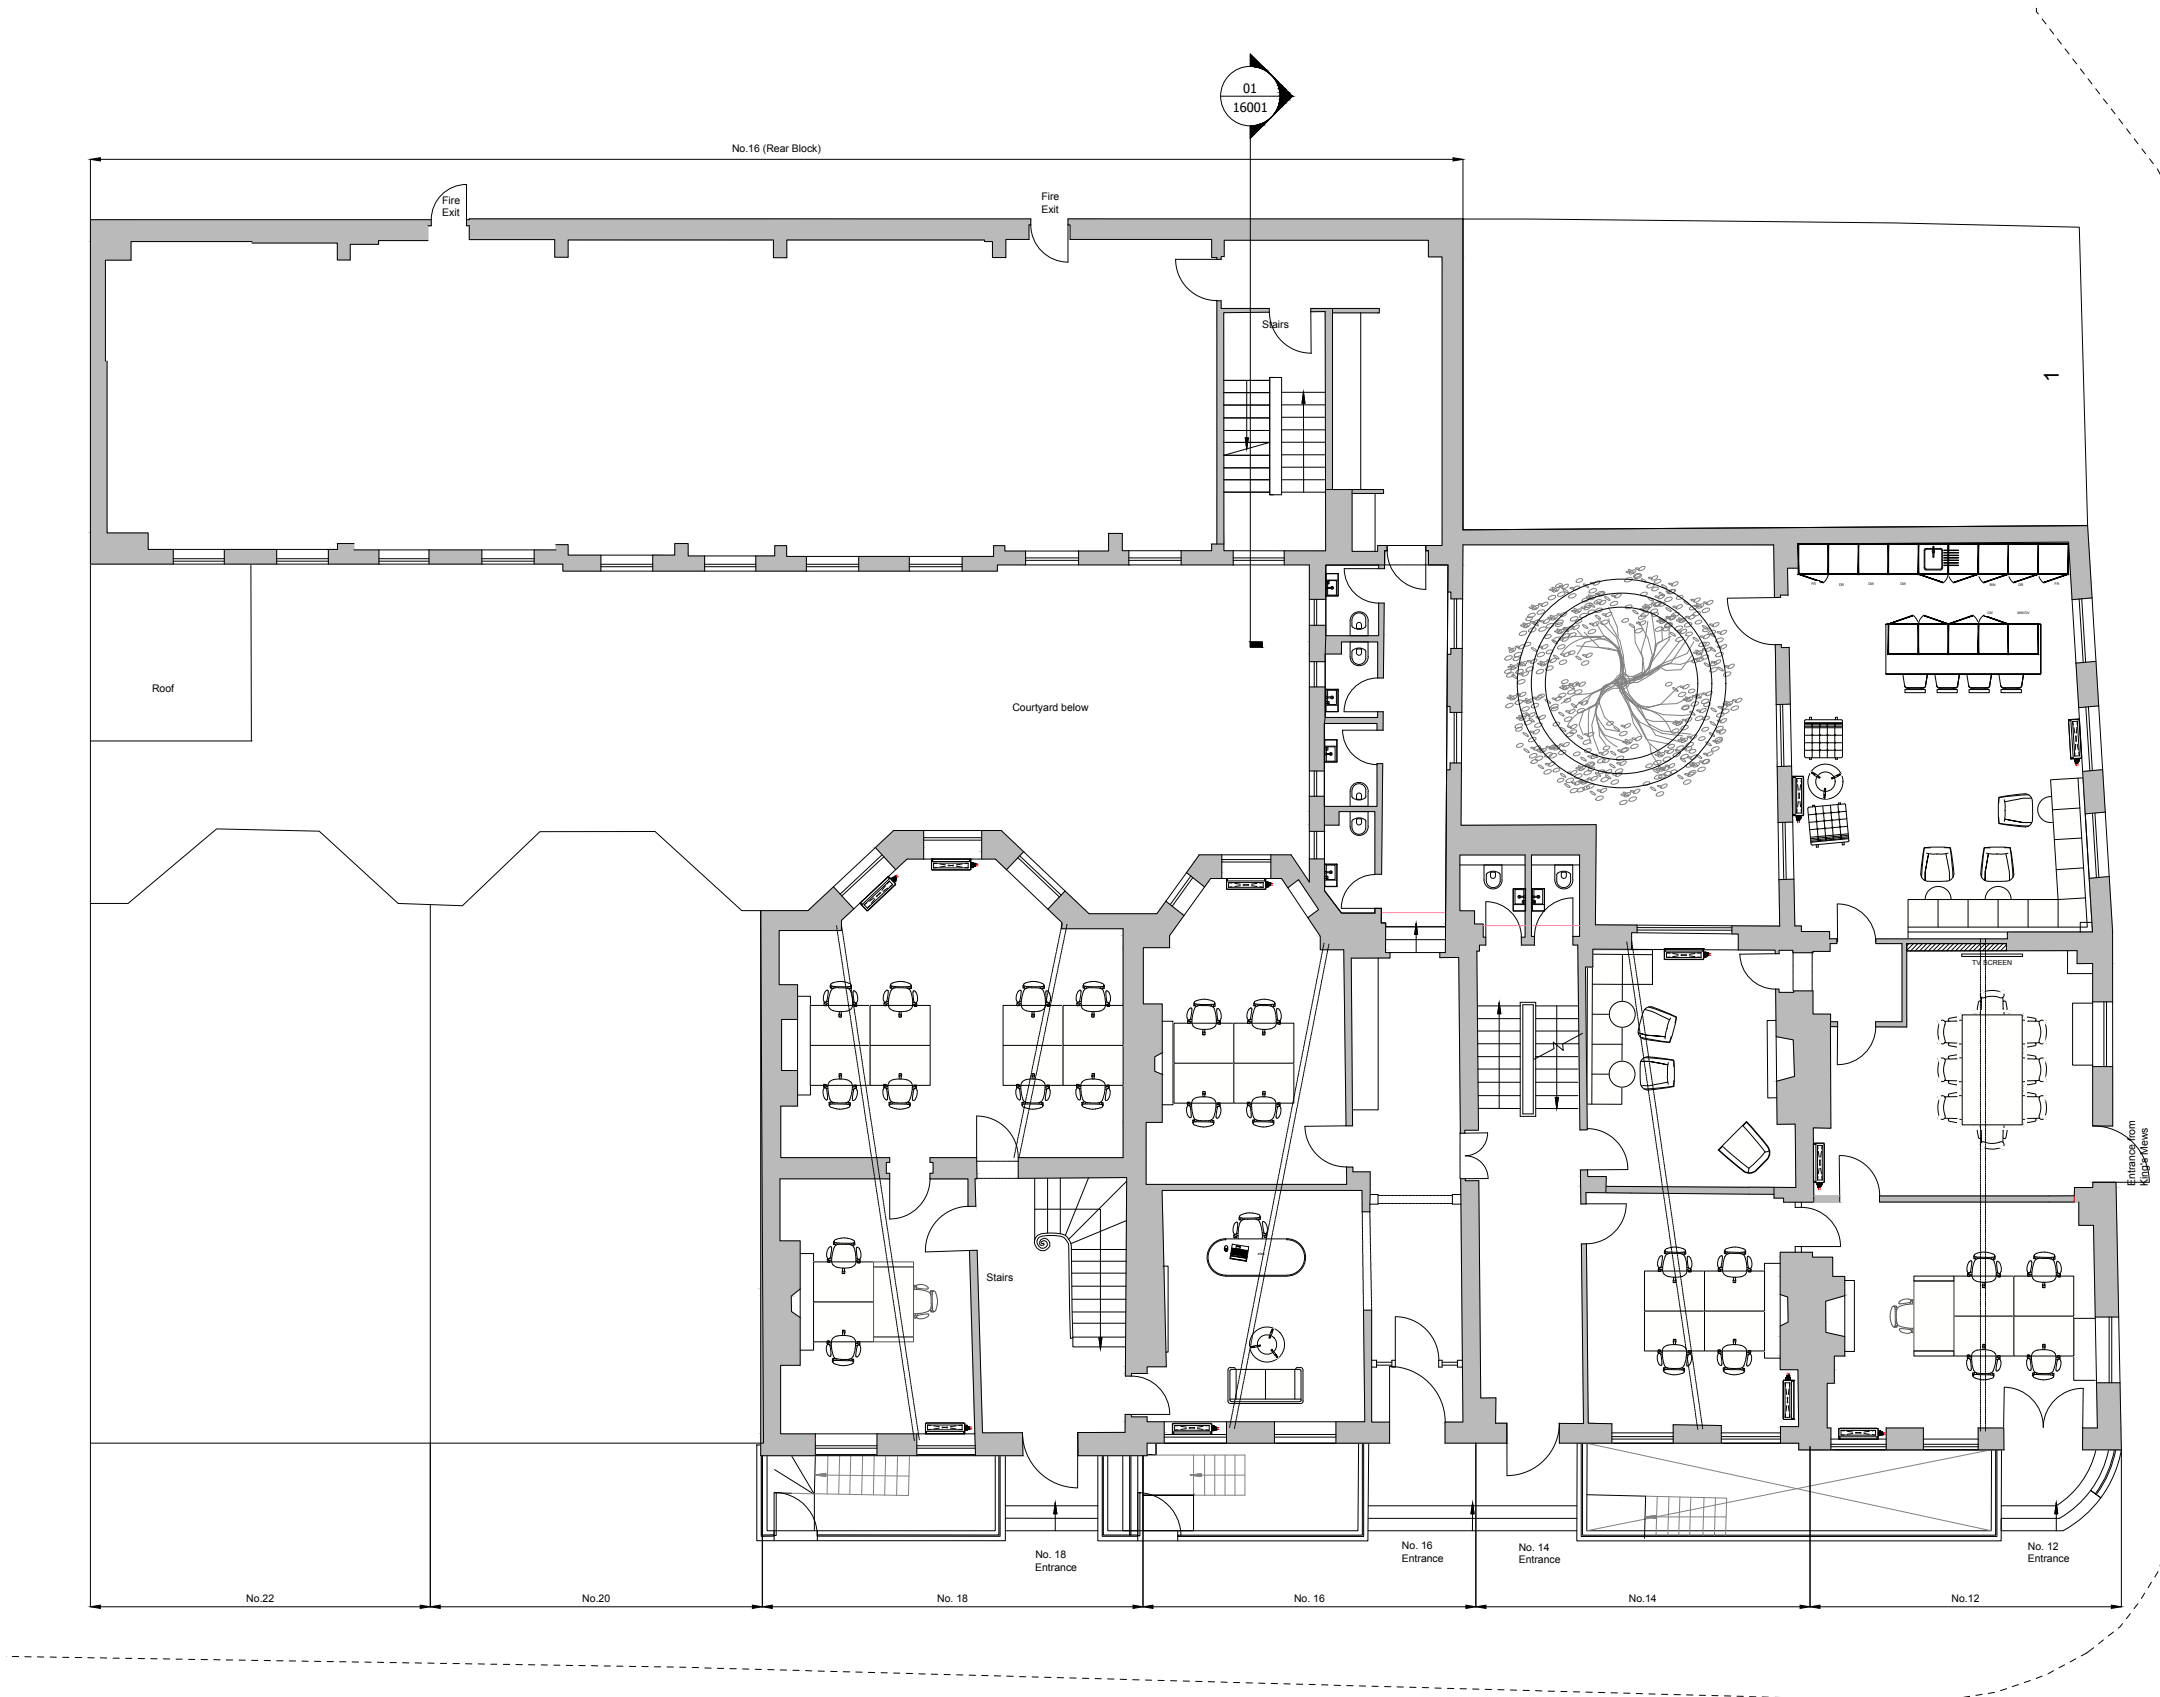 01
16001
No.16 (Rear Block)
Fire
Exit
Fire
Exit
Stairs
1
Roof
Courtyard below
TV SCREEN
Entrance from
King's Mews
Stairs
No. 18
Entrance
No. 16
Entrance
No. 14
Entrance
No. 12
Entrance
No.22
No.20
No. 18
No. 16
No.14
No.12